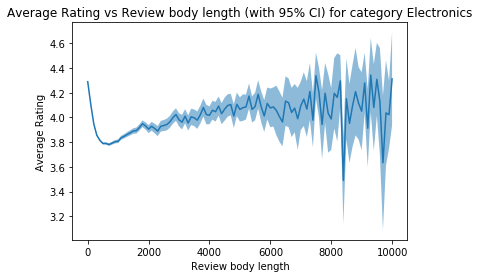 Average Rating vs Review body length (with 95% CI) for category Electronics
4.6
4.4
4.2
4.0
3.8
3.6
3.4
3.2
Average Rating
0 2000 4000 6000 8000 10000
Review body length